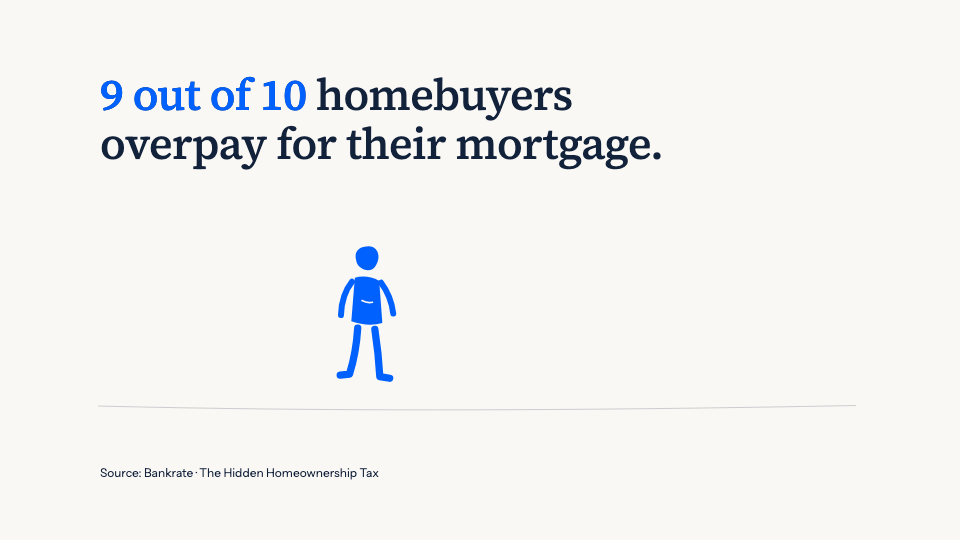 9 out of 10 homebuyers
overpay for their mortgage.
Source: Bankrate · The Hidden Homeownership Tax